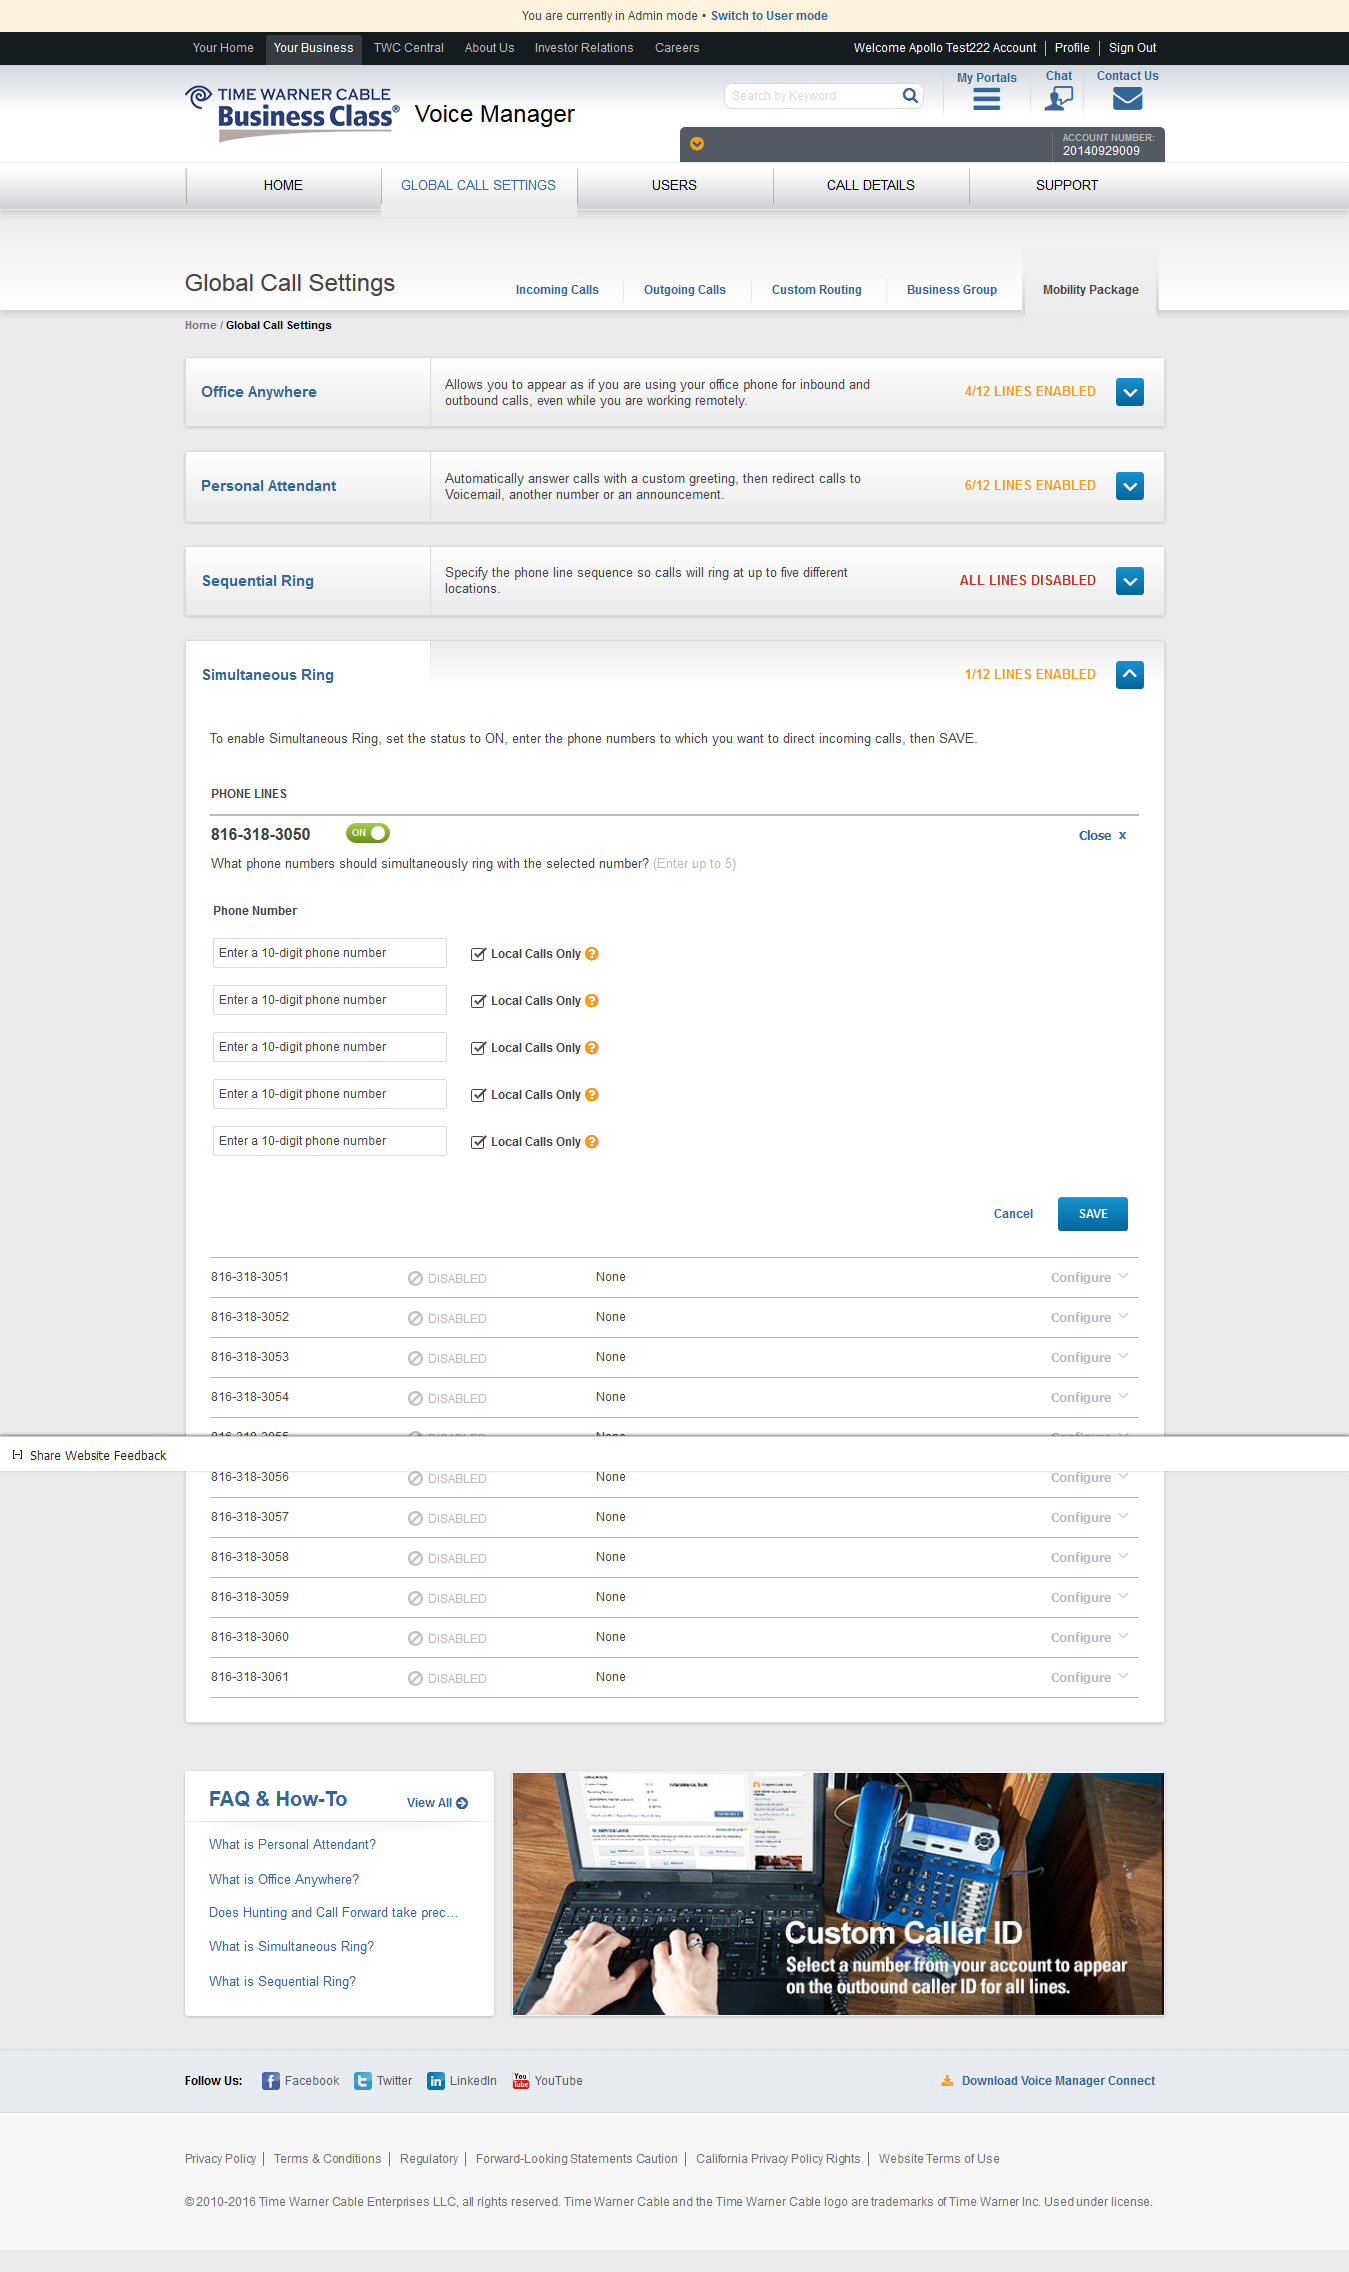 You are currently in Admin mode • Switch to User mode
Your Home Your Business TWC Central About Us Investor Relations Careers Welcome Apollo Test222 Account Profile Sign Out
TIME WARNER CABLE
Business Class®
Voice Manager
Search by Keyword
My Portals
Chat
Contact Us
ACCOUNT NUMBER:
20140929009
HOME GLOBAL CALL SETTINGS USERS CALL DETAILS SUPPORT
Global Call Settings
Incoming Calls Outgoing Calls Custom Routing Business Group Mobility Package
Home / Global Call Settings
Office Anywhere
Allows you to appear as if you are using your office phone for inbound and
outbound calls, even while you are working remotely.
4/12 LINES ENABLED
Personal Attendant
Automatically answer calls with a custom greeting, then redirect calls to
Voicemail, another number or an announcement.
6/12 LINES ENABLED
Sequential Ring
Specify the phone line sequence so calls will ring at up to five different
locations.
ALL LINES DISABLED
Simultaneous Ring
1/12 LINES ENABLED
To enable Simultaneous Ring, set the status to ON, enter the phone numbers to which you want to direct incoming calls, then SAVE.
PHONE LINES
816-318-3050 ON Close x
What phone numbers should simultaneously ring with the selected number? (Enter up to 5)
Phone Number
Enter a 10-digit phone number Local Calls Only ?
Enter a 10-digit phone number Local Calls Only ?
Enter a 10-digit phone number Local Calls Only ?
Enter a 10-digit phone number Local Calls Only ?
Enter a 10-digit phone number Local Calls Only ?
Cancel SAVE
816-318-3051 DISABLED None Configure
816-318-3052 DISABLED None Configure
816-318-3053 DISABLED None Configure
816-318-3054 DISABLED None Configure
816-318-3055 DISABLED None Configure
Share Website Feedback
816-318-3056 DISABLED None Configure
816-318-3057 DISABLED None Configure
816-318-3058 DISABLED None Configure
816-318-3059 DISABLED None Configure
816-318-3060 DISABLED None Configure
816-318-3061 DISABLED None Configure
FAQ & How-To
View All
What is Personal Attendant?
What is Office Anywhere?
Does Hunting and Call Forward take prec...
What is Simultaneous Ring?
What is Sequential Ring?
Custom Caller ID
Select a number from your account to appear
on the outbound caller ID for all lines.
Follow Us: Facebook Twitter LinkedIn YouTube Download Voice Manager Connect
Privacy Policy Terms & Conditions Regulatory Forward-Looking Statements Caution California Privacy Policy Rights Website Terms of Use
© 2010-2016 Time Warner Cable Enterprises LLC, all rights reserved. Time Warner Cable and the Time Warner Cable logo are trademarks of Time Warner Inc. Used under license.